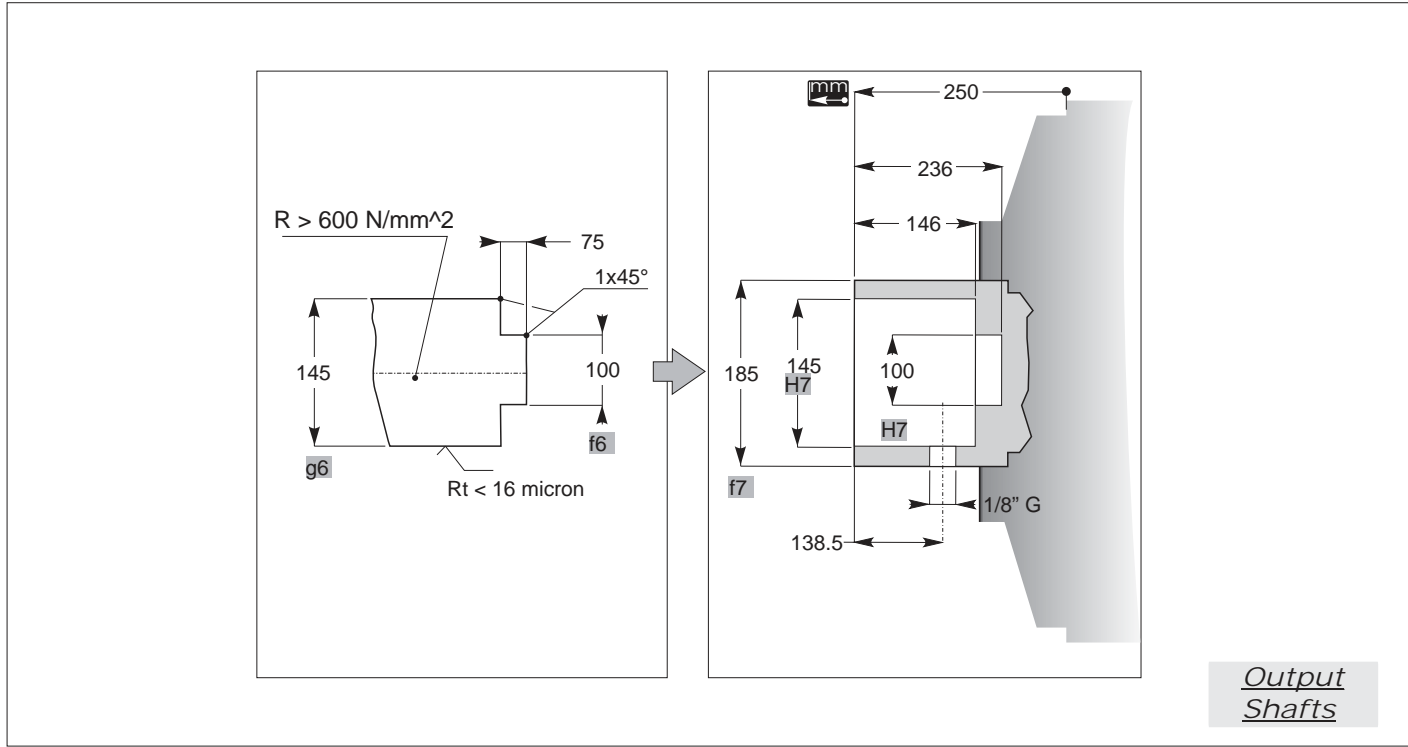 R > 600 N/mm^2
75
1x45°
145
100
g6
f6
Rt < 16 micron
mm
250
236
146
185
145
H7
100
H7
f7
1/8” G
138.5
Output
Shafts